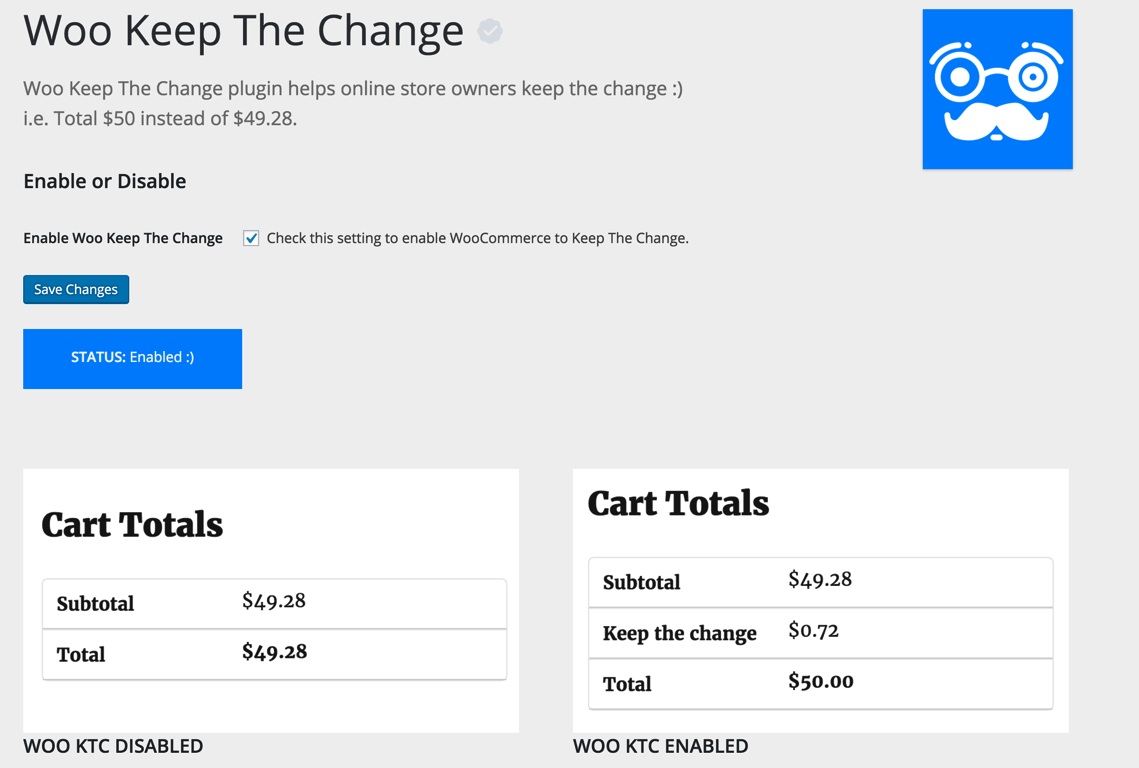 Woo Keep The Change
Woo Keep The Change plugin helps online store owners keep the change :)
i.e. Total $50 instead of $49.28.
Enable or Disable
Enable Woo Keep The Change Check this setting to enable WooCommerce to Keep The Change.
Save Changes
STATUS: Enabled :)
Cart Totals
Subtotal $49.28
Total $49.28
WOO KTC DISABLED
Cart Totals
Subtotal $49.28
Keep the change $0.72
Total $50.00
WOO KTC ENABLED